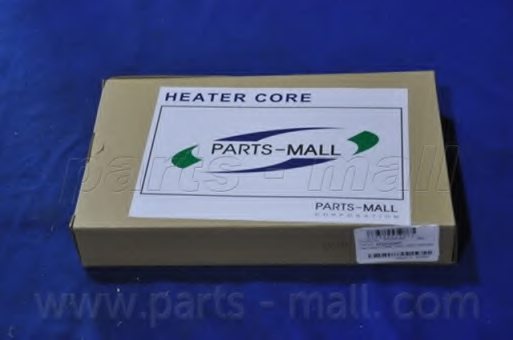 HEATER CORE
PARTS-MALL
PARTS-MALL
CORPORATION
parts - mall
www.parts-mall.com